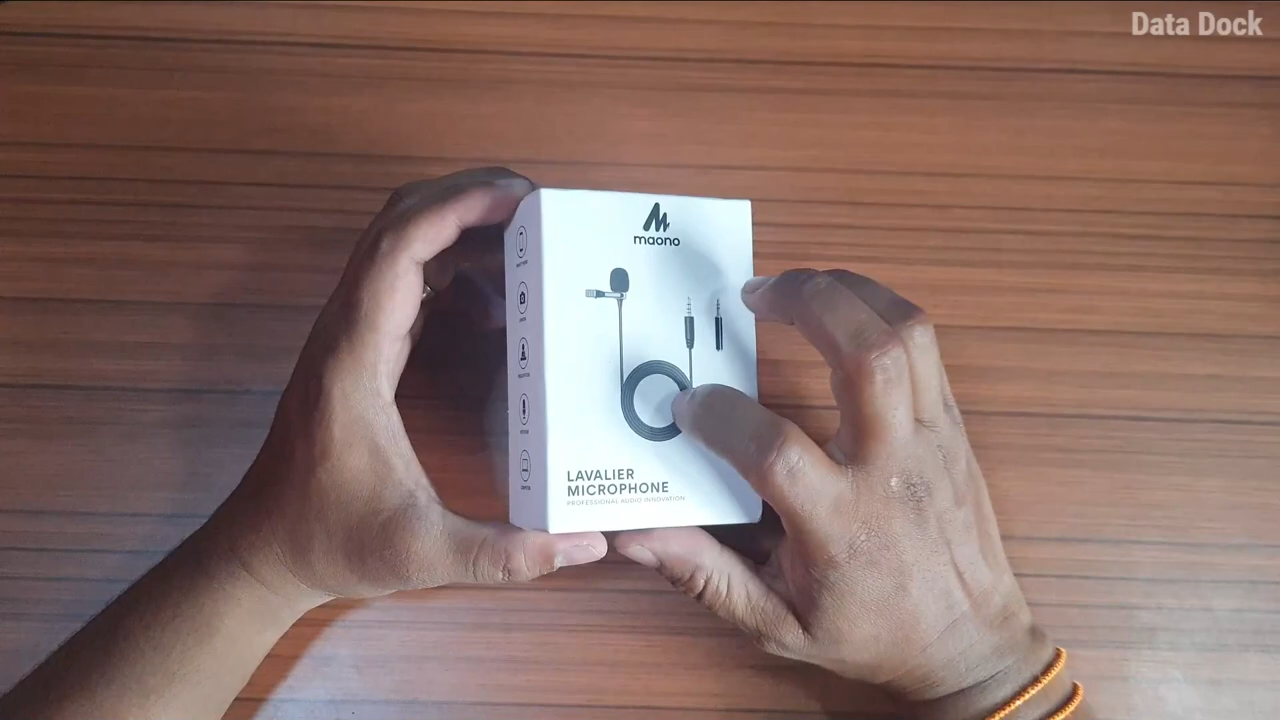 Data Dock
maono
LAVALIER
MICROPHONE
PROFESSIONAL AUDIO INNOVATION